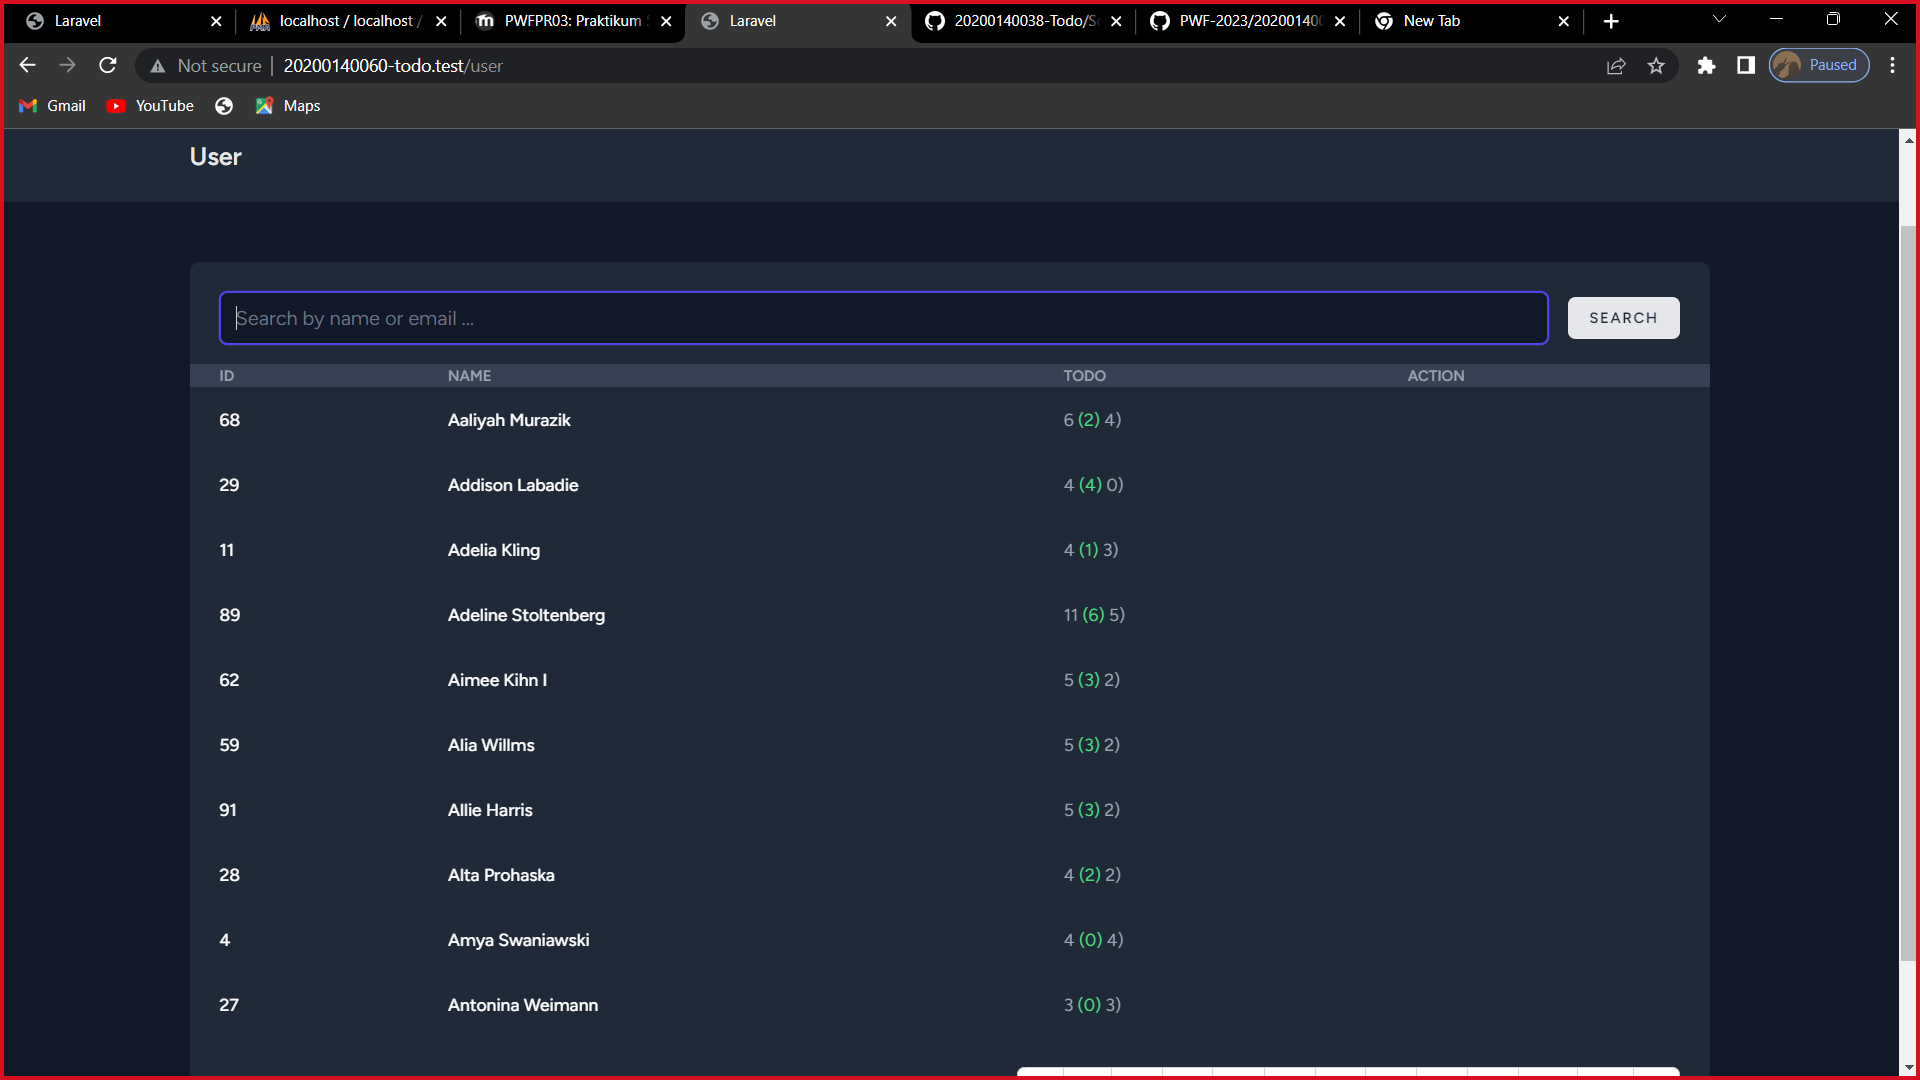 Laravel
localhost / localhost /
PWFPR03: Praktikum
Laravel
20200140038-Todo/
PWF-2023/20200140
New Tab
Not secure
20200140060-todo.test/user
Paused
Gmail
YouTube
Maps
User
Search by name or email ...
SEARCH
ID NAME TODO ACTION
68 Aaliyah Murazik 6 (2) 4)
29 Addison Labadie 4 (4) 0)
11 Adelia Kling 4 (1) 3)
89 Adeline Stoltenberg 11 (6) 5)
62 Aimee Kihn I 5 (3) 2)
59 Alia Willms 5 (3) 2)
91 Allie Harris 5 (3) 2)
28 Alta Prohaska 4 (2) 2)
4 Amya Swaniawski 4 (0) 4)
27 Antonina Weimann 3 (0) 3)